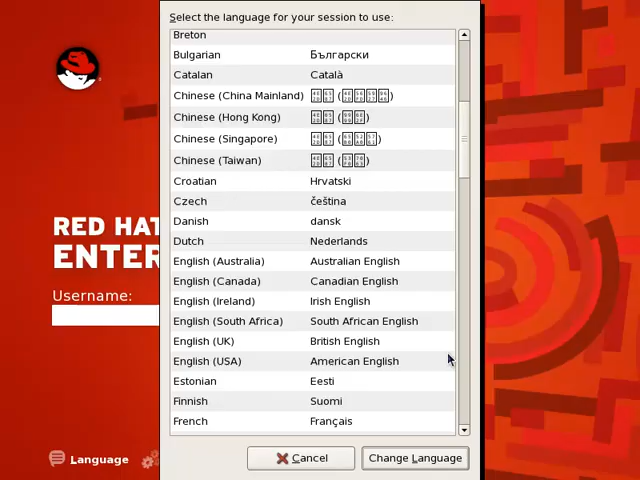 Select the language for your session to use:
Breton
Bulgarian Български
Catalan Català
Chinese (China Mainland)
Chinese (Hong Kong)
Chinese (Singapore)
Chinese (Taiwan)
Croatian Hrvatski
Czech čeština
Danish dansk
Dutch Nederlands
English (Australia) Australian English
English (Canada) Canadian English
English (Ireland) Irish English
English (South Africa) South African English
English (UK) British English
English (USA) American English
Estonian Eesti
Finnish Suomi
French Français
Cancel Change Language
RED HAT
ENTER
Username:
Language